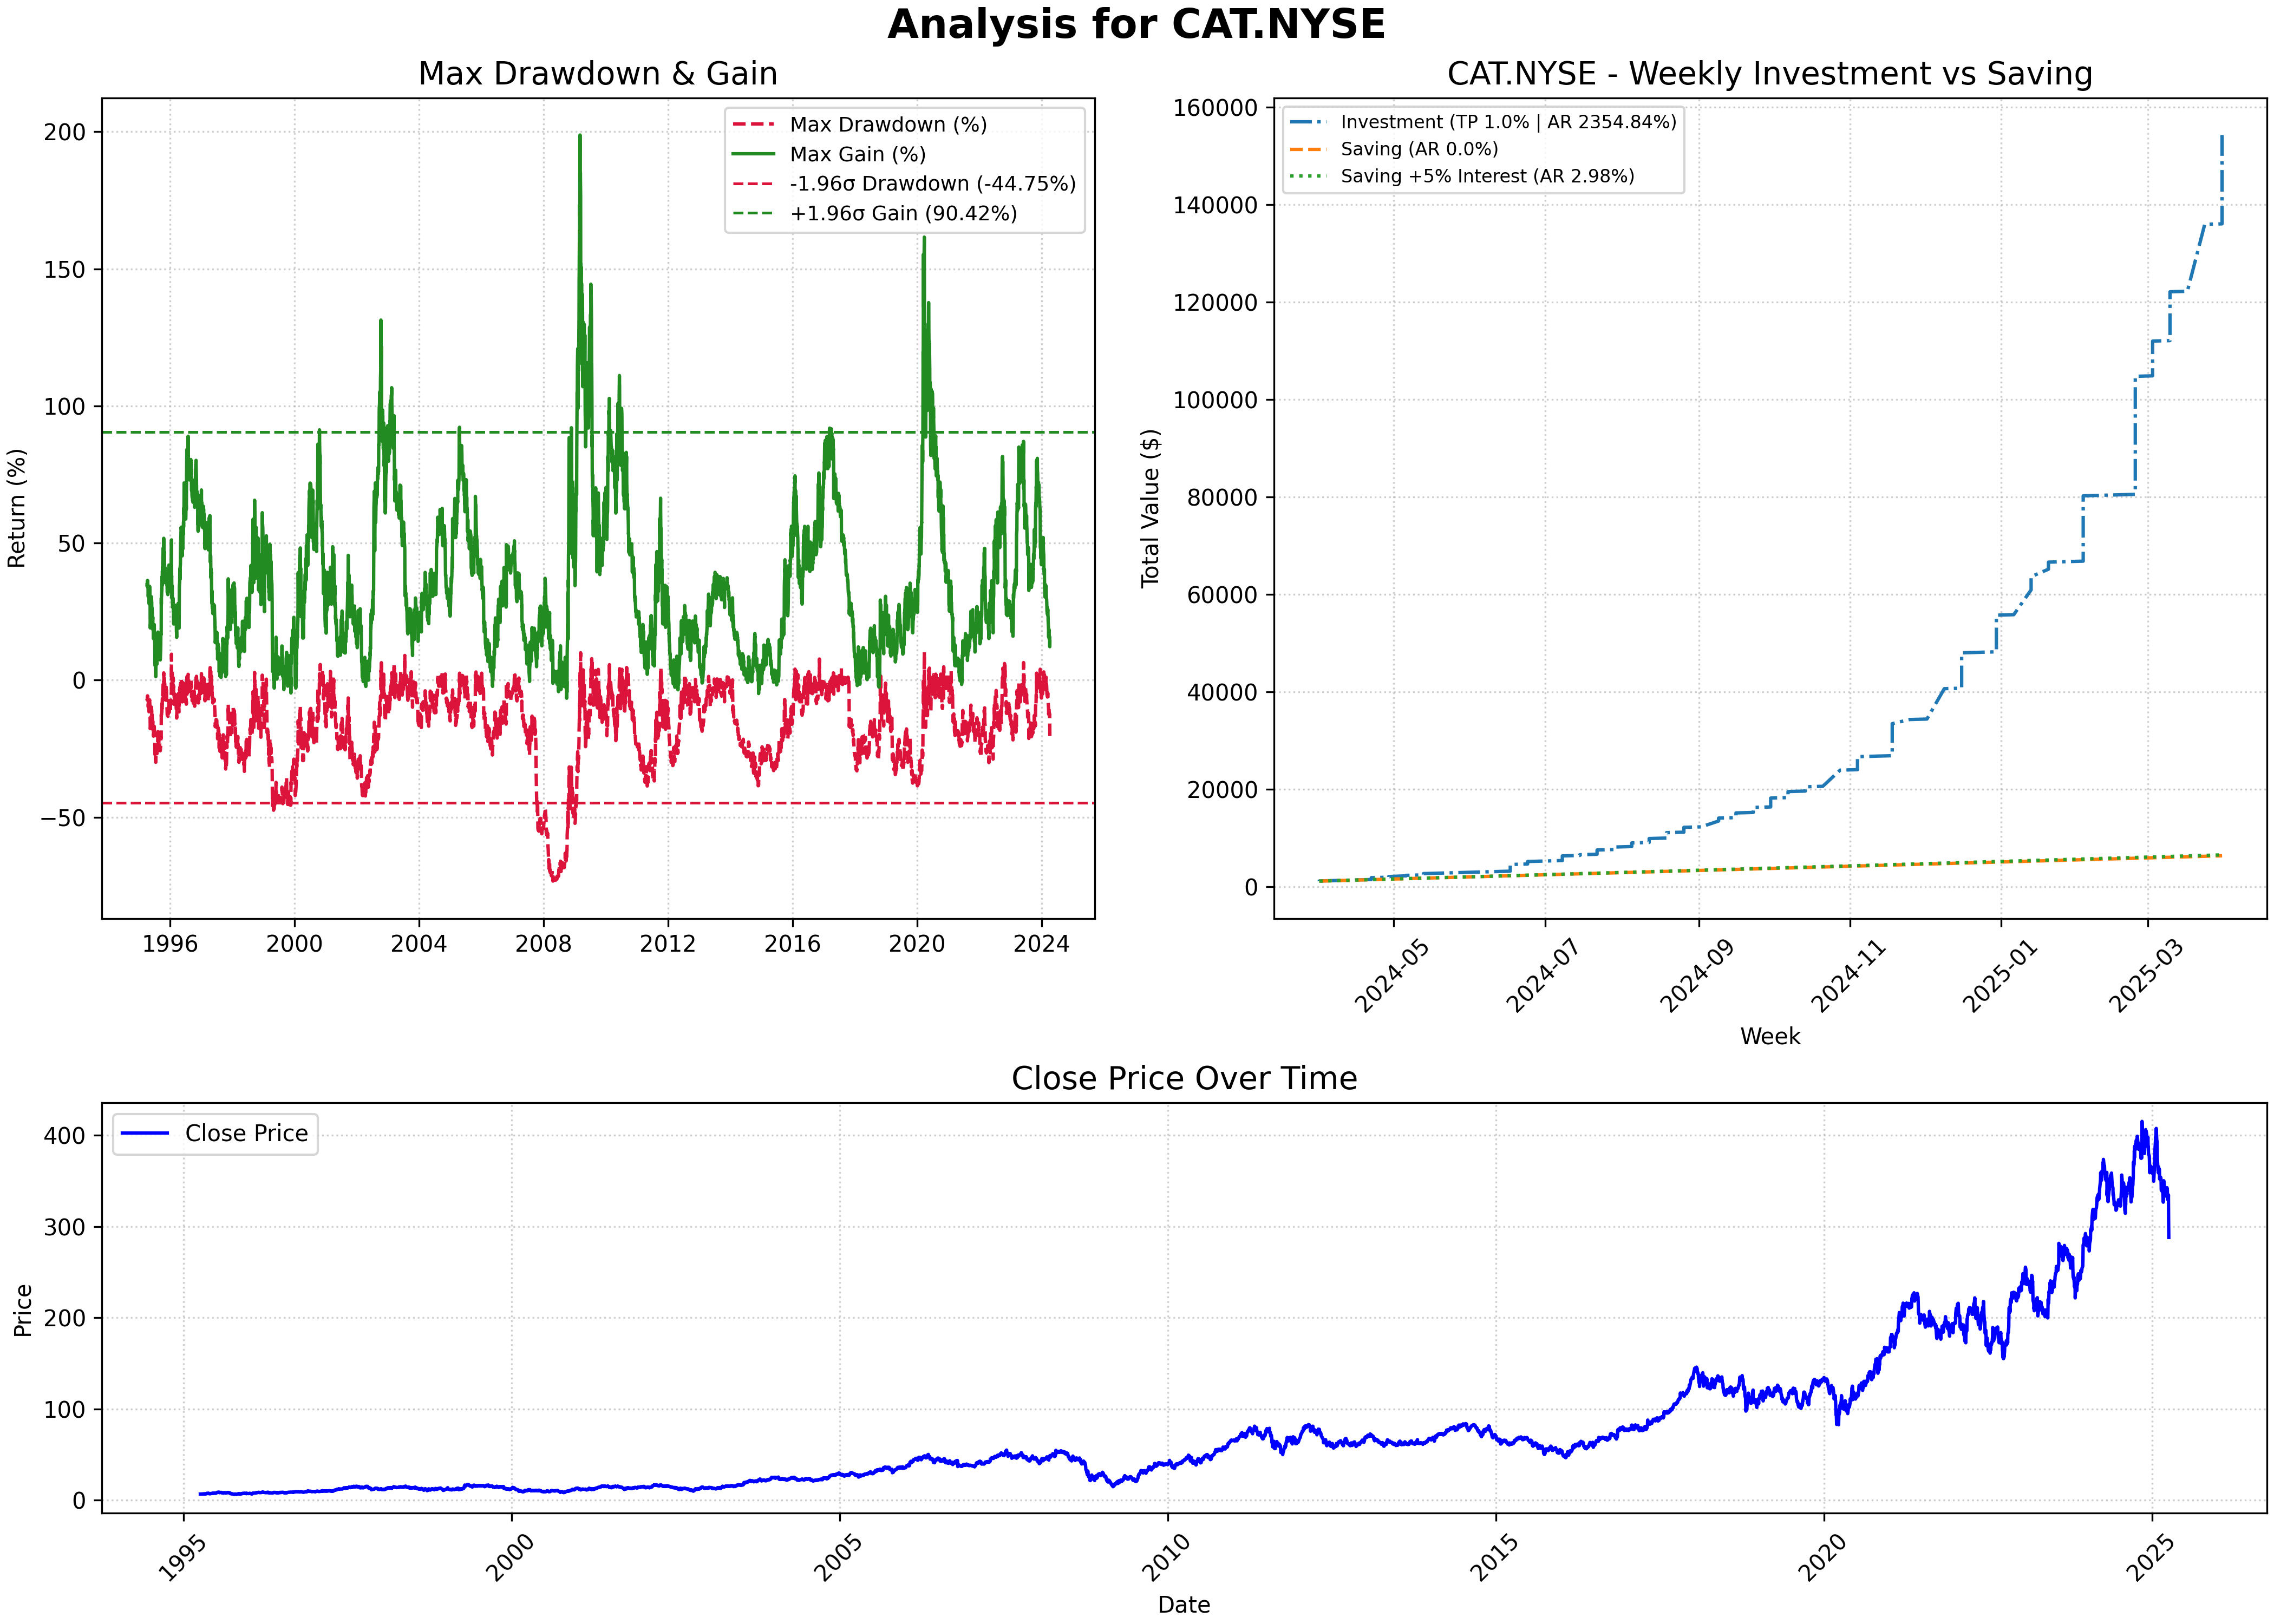 Analysis for CAT.NYSE
Max Drawdown & Gain
Return (%)
200
150
100
50
0
−50
Max Drawdown (%)
Max Gain (%)
-1.96σ Drawdown (-44.75%)
+1.96σ Gain (90.42%)
1996
2000
2004
2008
2012
2016
2020
2024
CAT.NYSE - Weekly Investment vs Saving
Total Value ($)
160000
140000
120000
100000
80000
60000
40000
20000
0
Investment (TP 1.0% | AR 2354.84%)
Saving (AR 0.0%)
Saving +5% Interest (AR 2.98%)
2024-05
2024-07
2024-09
2024-11
2025-01
2025-03
Week
Close Price Over Time
Price
400
300
200
100
0
Close Price
1995
2000
2005
2010
2015
2020
2025
Date